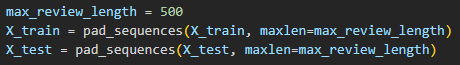 max_review_length = 500
X_train = pad_sequences(X_train, maxlen=max_review_length)
X_test = pad_sequences(X_test, maxlen=max_review_length)